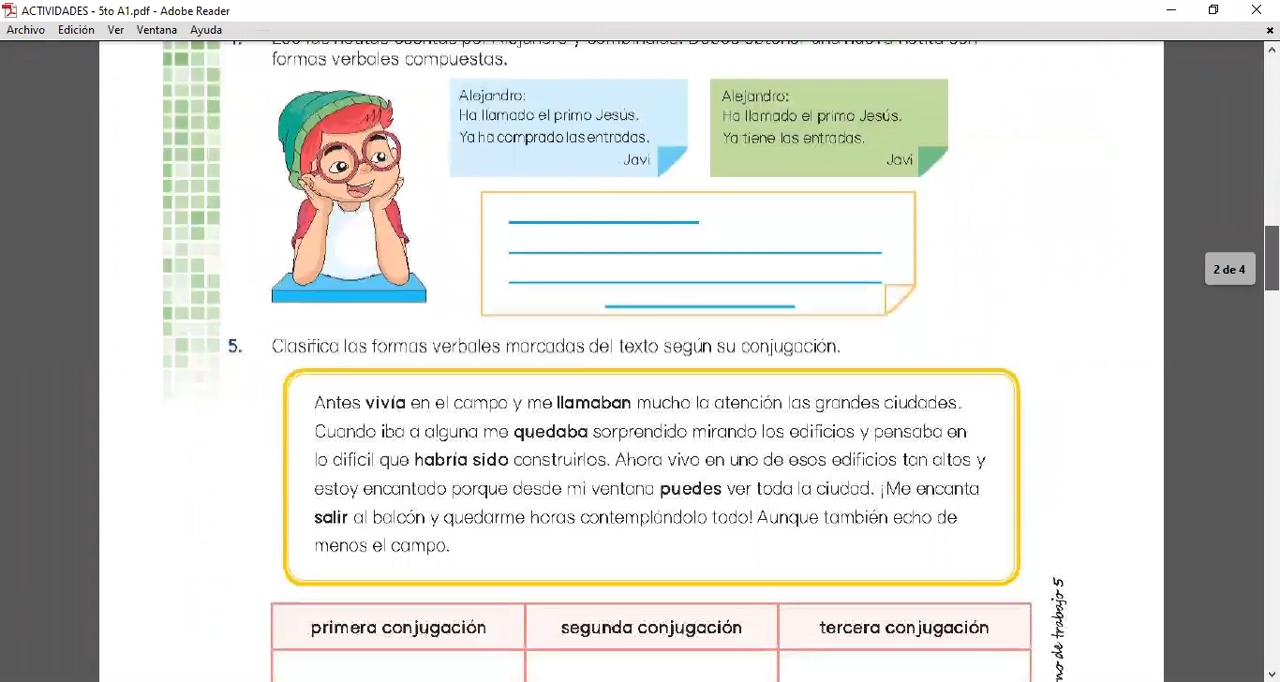 ACTIVIDADES - 5to A1.pdf - Adobe Reader
Archivo Edición Ver Ventana Ayuda
formas verbales compuestas.
Alejandro:
Ha llamado el primo Jesús.
Ya ha comprado las entradas.
Javi
Alejandro:
Ha llamado el primo Jesús.
Ya tiene las entradas.
Javi
2 de 4
5. Clasifica las formas verbales marcadas del texto según su conjugación.
Antes vivía en el campo y me llamaban mucho la atención las grandes ciudades.
Cuando iba a alguna me quedaba sorprendido mirando los edificios y pensaba en
lo difícil que habría sido construirlos. Ahora vivo en uno de esos edificios tan altos y
estoy encantado porque desde mi ventana puedes ver toda la ciudad. ¡Me encanta
salir al balcón y quedarme horas contemplándolo todo! Aunque también echo de
menos el campo.
primera conjugación segunda conjugación tercera conjugación
de trabajo 5